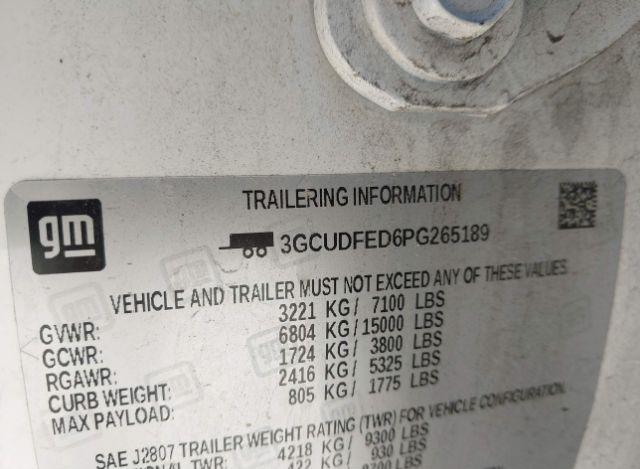 gm
TRAILERING INFORMATION
3GCUDFED6PG265189
VEHICLE AND TRAILER MUST NOT EXCEED ANY OF THESE VALUES
GVWR: 3221 KG/ 7100 LBS
GCWR: 6804 KG/15000 LBS
RGAWR: 1724 KG/ 3800 LBS
CURB WEIGHT: 2416 KG/ 5325 LBS
MAX PAYLOAD: 805 KG/ 1775 LBS
SAE J2807 TRAILER WEIGHT RATING (TWR) FOR VEHICLE CONFIGURATION.
TWR: 4218 KG/ 9300 LBS
422 KG/ 930 LBS
LBS